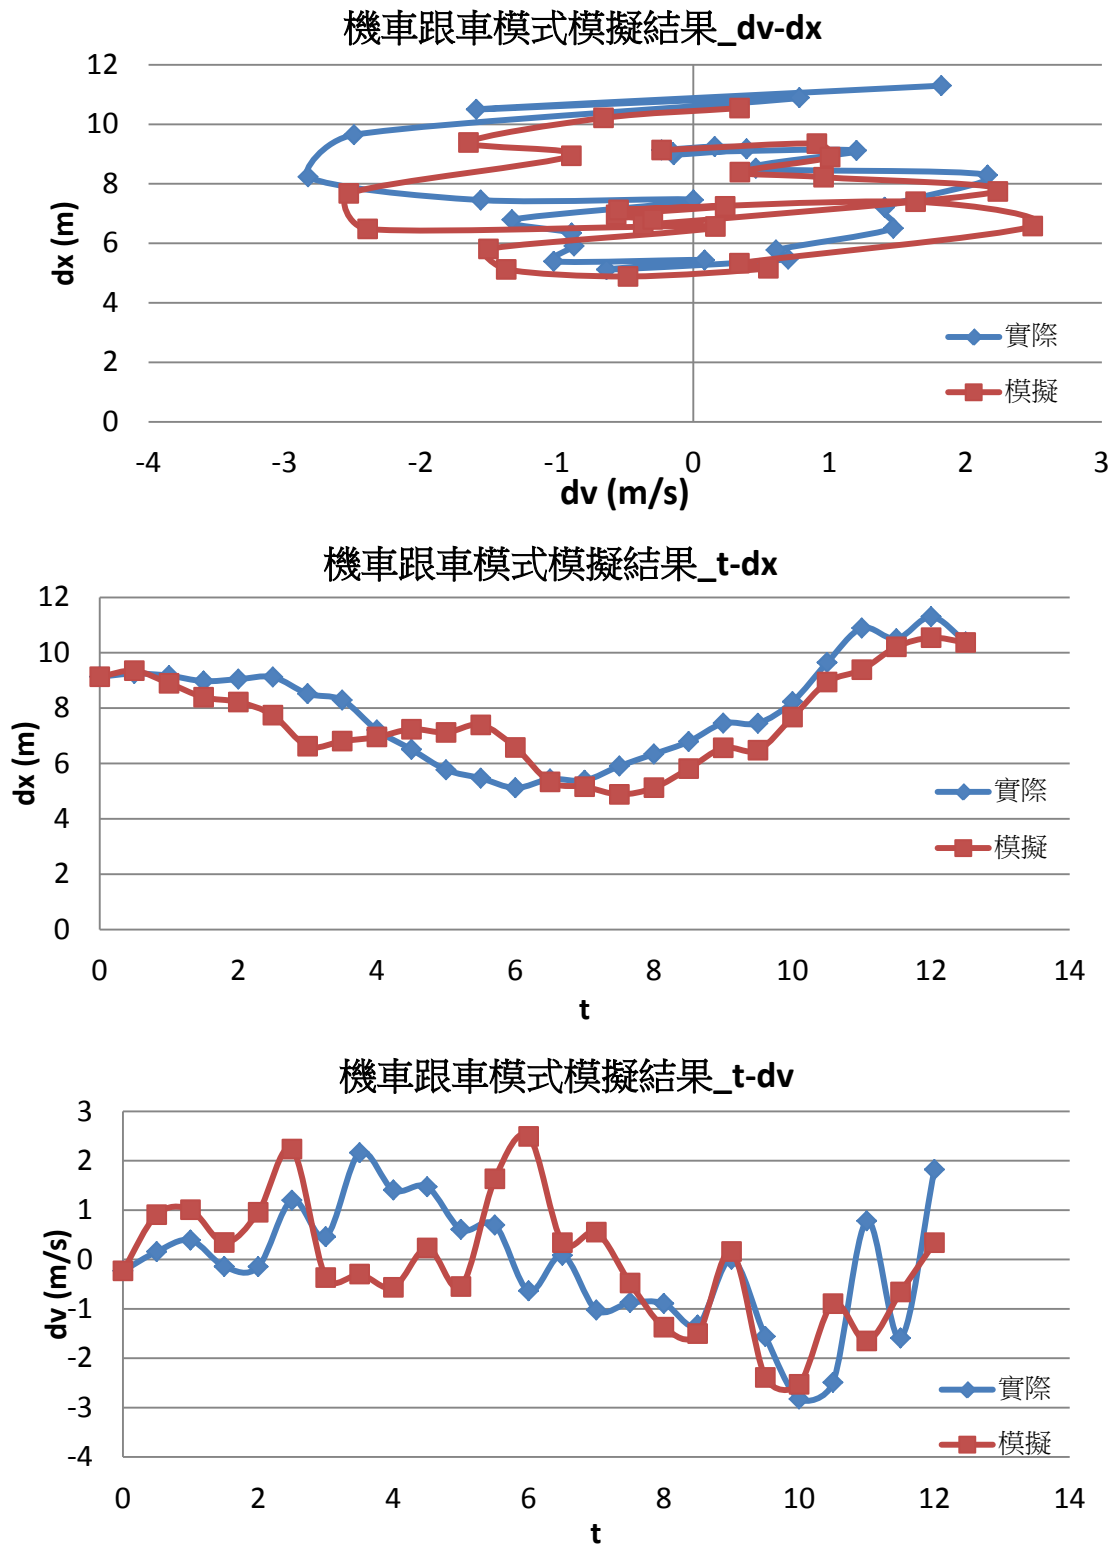 機車跟車模式模擬結果_dv-dx
12
10
8
6
4
2
0
dx (m)
-4 -3 -2 -1 0 1 2 3
dv (m/s)
實際
模擬
機車跟車模式模擬結果_t-dx
12
10
8
6
4
2
0
dx (m)
0 2 4 6 8 10 12 14
t
實際
模擬
機車跟車模式模擬結果_t-dv
3
2
1
0
-1
-2
-3
-4
dv (m/s)
0 2 4 6 8 10 12 14
t
實際
模擬